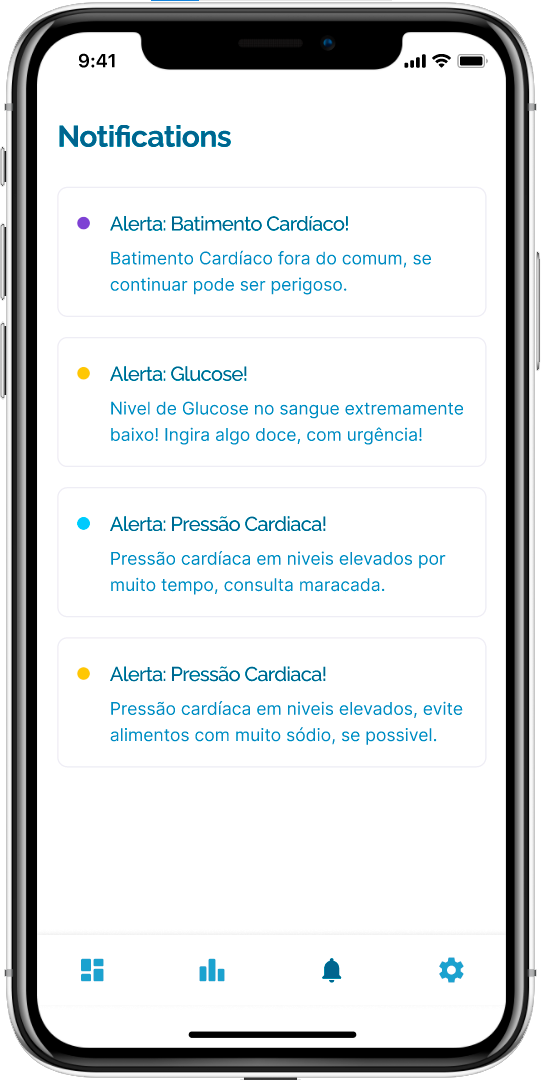 9:41
Notifications
Alerta: Batimento Cardíaco!
Batimento Cardíaco fora do comum, se
continuar pode ser perigoso.
Alerta: Glucose!
Nivel de Glucose no sangue extremamente
baixo! Ingira algo doce, com urgência!
Alerta: Pressão Cardiaca!
Pressão cardíaca em niveis elevados por
muito tempo, consulta maracada.
Alerta: Pressão Cardiaca!
Pressão cardíaca em niveis elevados, evite
alimentos com muito sódio, se possivel.